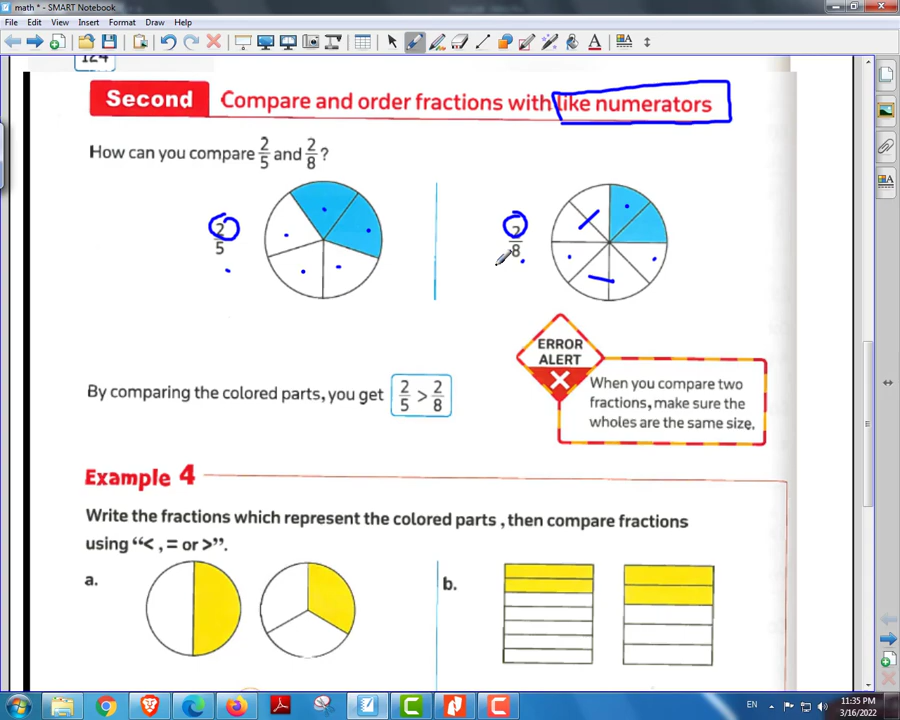 math * - SMART Notebook
File Edit View Insert Format Draw Help
124
Second Compare and order fractions with like numerators
How can you compare 2/5 and 2/8 ?
2/5
2/8
ERROR
ALERT
When you compare two
fractions, make sure the
wholes are the same size.
By comparing the colored parts, you get 2/5 > 2/8
Example 4
Write the fractions which represent the colored parts , then compare fractions
using “< , = or >”.
a.
b.
EN
11:35 PM
3/16/2022